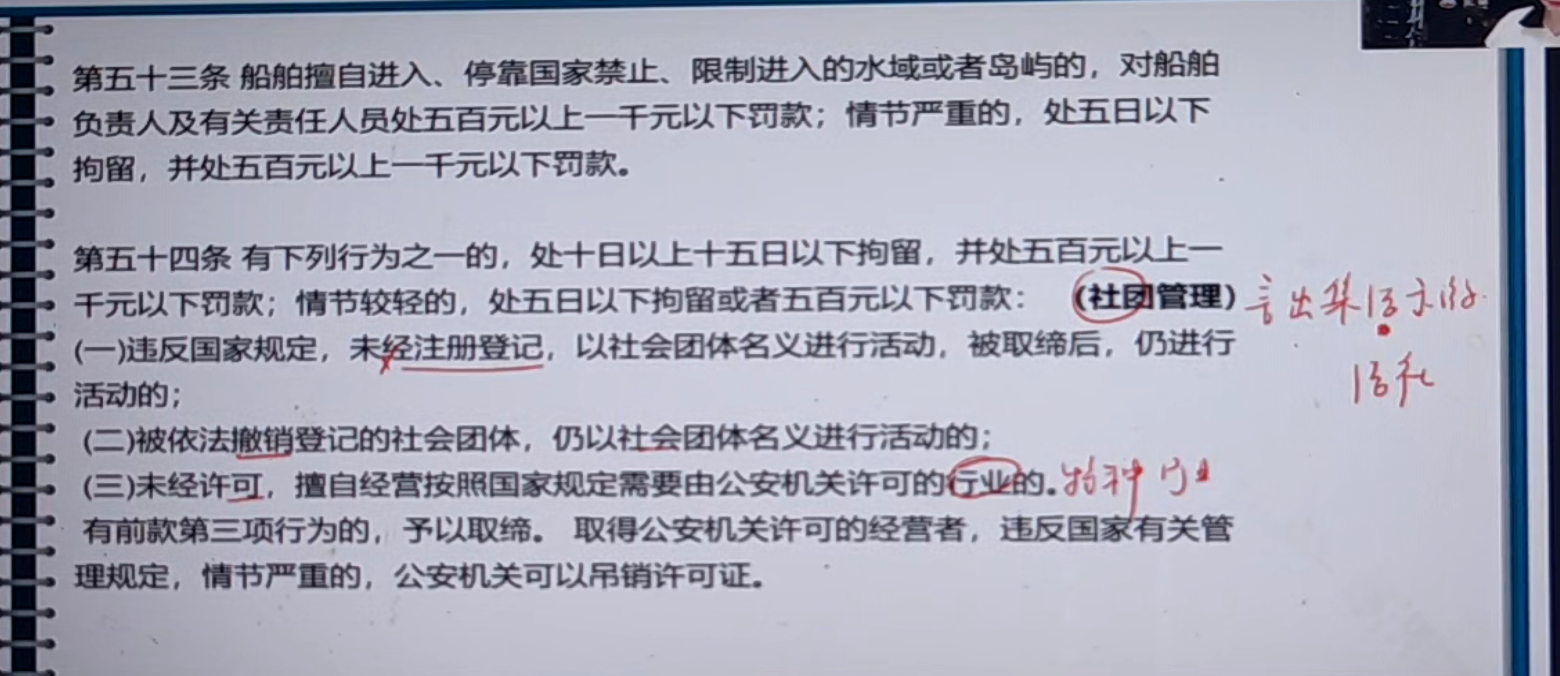 第五十三条 船舶擅自进入、停靠国家禁止、限制进入的水域或者岛屿的，对船舶
负责人及有关责任人员处五百元以上一千元以下罚款；情节严重的，处五日以下
拘留，并处五百元以上一千元以下罚款。
第五十四条 有下列行为之一的，处十日以上十五日以下拘留，并处五百元以上一
千元以下罚款；情节较轻的，处五日以下拘留或者五百元以下罚款： （社团管理） 言出集结示游
结社
(一)违反国家规定，未经注册登记，以社会团体名义进行活动，被取缔后，仍进行
活动的；
(二)被依法撤销登记的社会团体，仍以社会团体名义进行活动的；
(三)未经许可，擅自经营按照国家规定需要由公安机关许可的行业的。特种行业
有前款第三项行为的，予以取缔。 取得公安机关许可的经营者，违反国家有关管
理规定，情节严重的，公安机关可以吊销许可证。